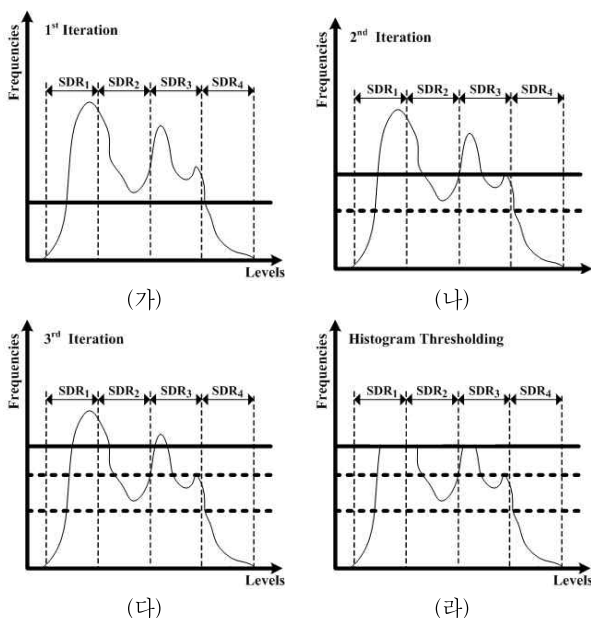 1st Iteration
Frequencies
SDR1 SDR2 SDR3 SDR4
Levels
(가)
2nd Iteration
Frequencies
SDR1 SDR2 SDR3 SDR4
Levels
(나)
3rd Iteration
Frequencies
SDR1 SDR2 SDR3 SDR4
Levels
(다)
Histogram Thresholding
Frequencies
SDR1 SDR2 SDR3 SDR4
Levels
(라)